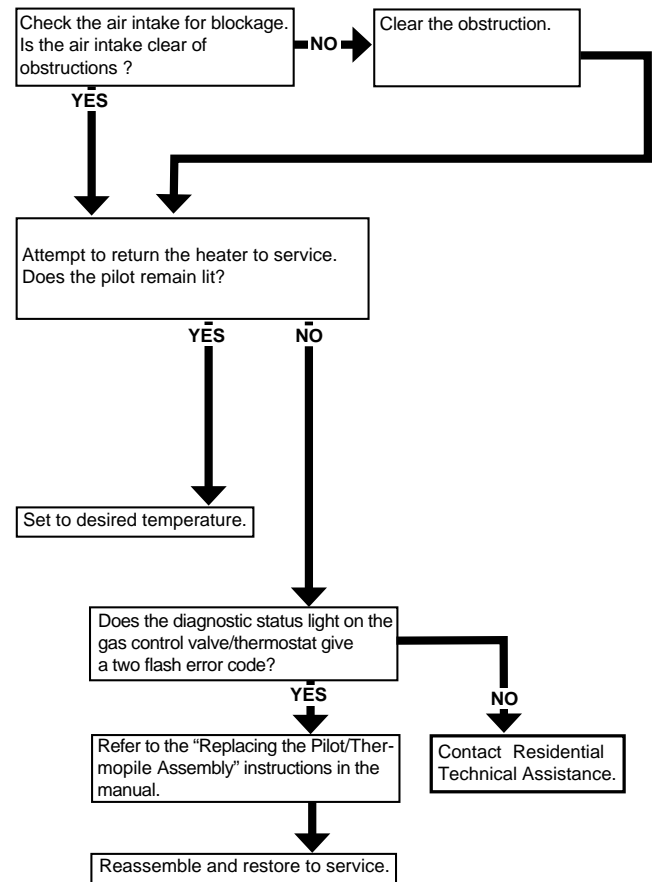 Check the air intake for blockage.
Is the air intake clear of
obstructions ?
NO
Clear the obstruction.
YES
Attempt to return the heater to service.
Does the pilot remain lit?
YES
NO
Set to desired temperature.
Does the diagnostic status light on the
gas control valve/thermostat give
a two flash error code?
YES
NO
Refer to the “Replacing the Pilot/Ther-
mopile Assembly” instructions in the
manual.
Contact Residential
Technical Assistance.
Reassemble and restore to service.